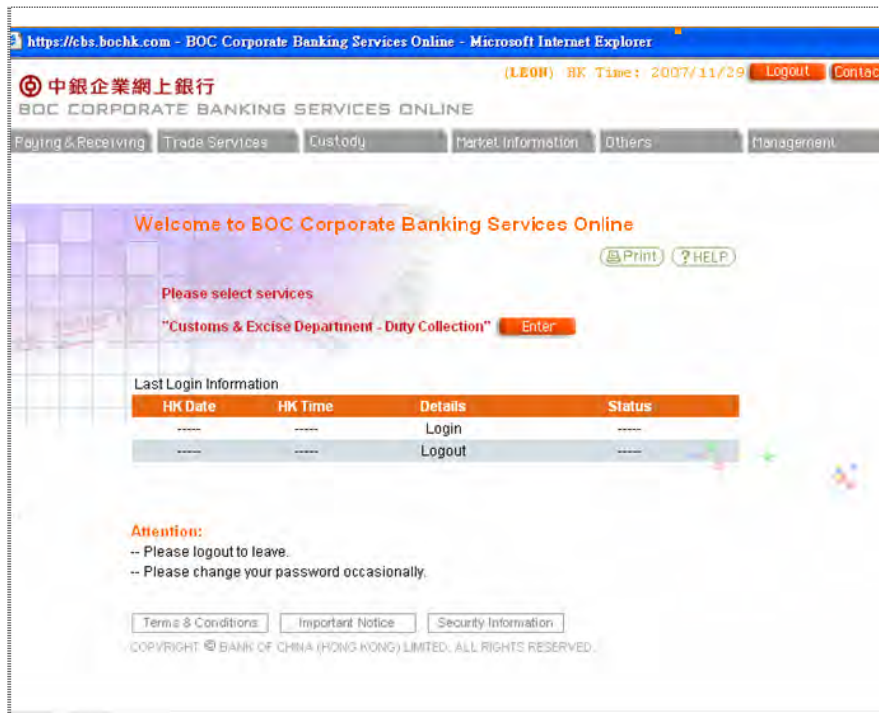 https://cbs.bochk.com - BOC Corporate Banking Services Online - Microsoft Internet Explorer
(LEON) HK Time: 2007/11/29 Logout Contac
中銀企業網上銀行
BOC CORPORATE BANKING SERVICES ONLINE
Paying & Receiving Trade Services Custody Market Information Others Management
Welcome to BOC Corporate Banking Services Online
Print ? HELP
Please select services
"Customs & Excise Department - Duty Collection" Enter
Last Login Information
HK Date HK Time Details Status
----- ----- Login -----
----- ----- Logout -----
Attention:
-- Please logout to leave.
-- Please change your password occasionally.
Terms & Conditions Important Notice Security Information
COPYRIGHT © BANK OF CHINA (HONG KONG) LIMITED. ALL RIGHTS RESERVED.